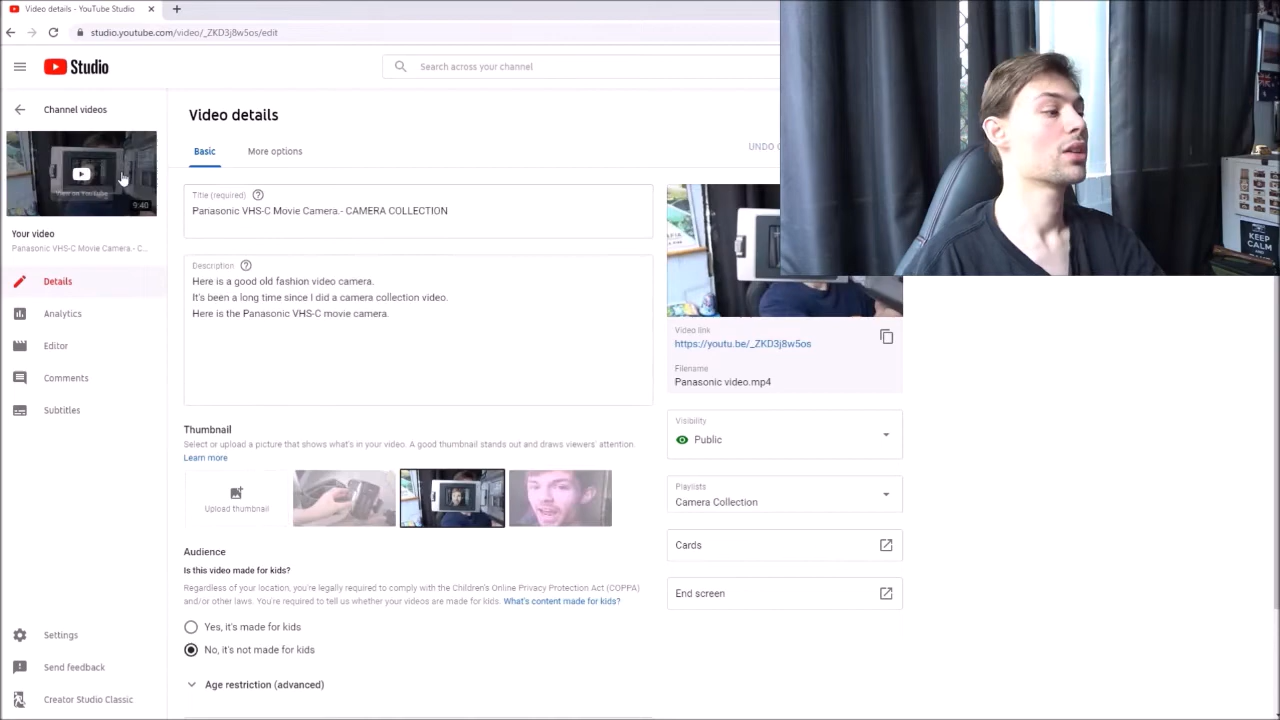 Video details - YouTube Studio
studio.youtube.com/video/_ZKD3j8w5os/edit
Studio
Search across your channel
Channel videos
View on YouTube
9:40
Your video
Panasonic VHS-C Movie Camera.- C...
Details
Analytics
Editor
Comments
Subtitles
Settings
Send feedback
Creator Studio Classic
Video details
Basic
More options
UNDO
Title (required)
Panasonic VHS-C Movie Camera.- CAMERA COLLECTION
Description
Here is a good old fashion video camera.
It's been a long time since I did a camera collection video.
Here is the Panasonic VHS-C movie camera.
Thumbnail
Select or upload a picture that shows what's in your video. A good thumbnail stands out and draws viewers' attention.
Learn more
Upload thumbnail
Audience
Is this video made for kids?
Regardless of your location, you're legally required to comply with the Children's Online Privacy Protection Act (COPPA)
and/or other laws. You're required to tell us whether your videos are made for kids. What's content made for kids?
Yes, it's made for kids
No, it's not made for kids
Age restriction (advanced)
Video link
https://youtu.be/_ZKD3j8w5os
Filename
Panasonic video.mp4
Visibility
Public
Playlists
Camera Collection
Cards
End screen
KEEP
CALM